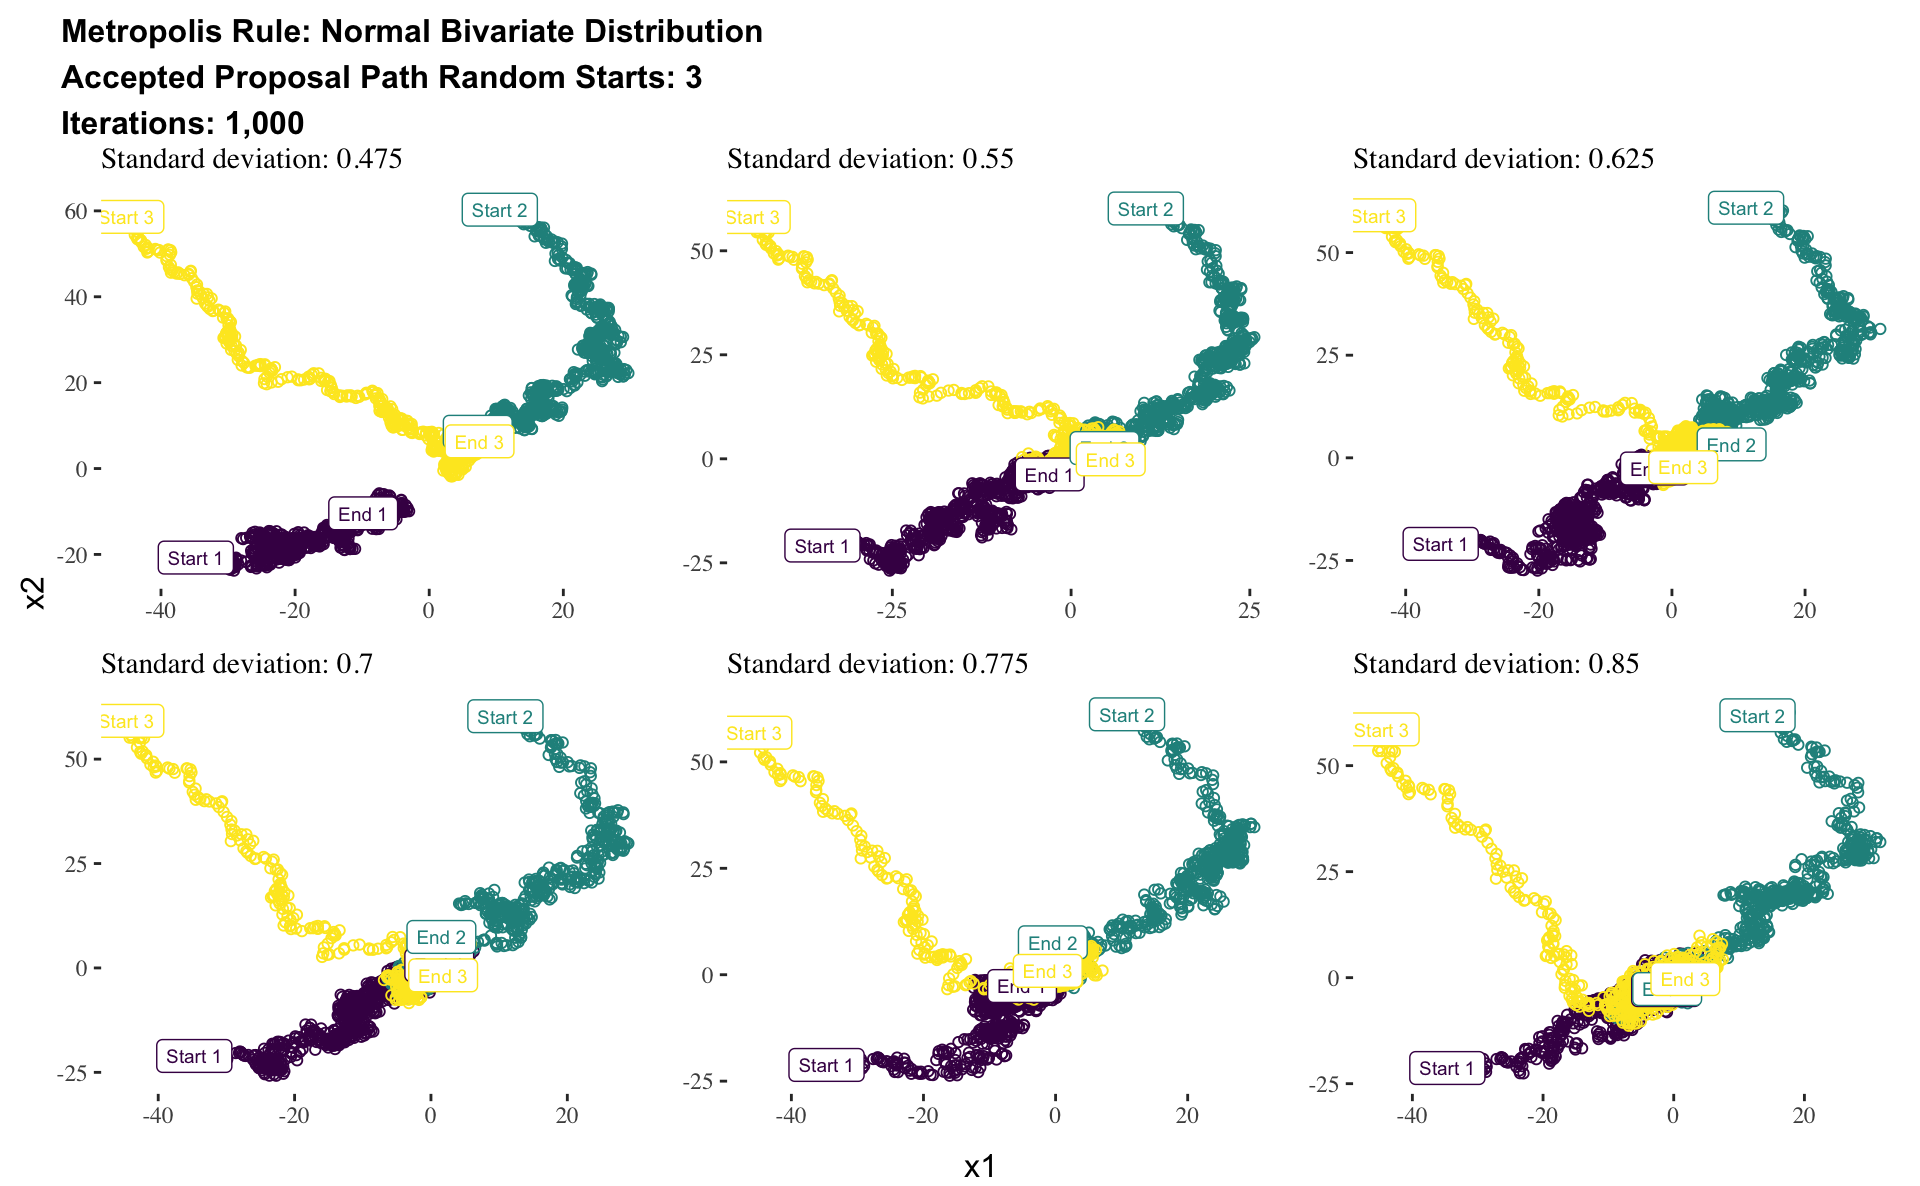 Metropolis Rule: Normal Bivariate Distribution
Accepted Proposal Path Random Starts: 3
Iterations: 1,000
Standard deviation: 0.475
Standard deviation: 0.55
Standard deviation: 0.625
60
40
20
0
-20
-40
-20
0
20
Start 3
Start 2
End 3
End 1
Start 1
50
25
0
-25
-25
0
25
Start 3
Start 2
End 1
End 3
Start 1
50
25
0
-25
-40
-20
0
20
Start 3
Start 2
End 2
End 3
Start 1
x2
Standard deviation: 0.7
Standard deviation: 0.775
Standard deviation: 0.85
50
25
0
-25
-40
-20
0
20
Start 3
Start 2
End 2
End 3
Start 1
50
25
0
-25
-40
-20
0
20
Start 3
Start 2
End 2
End 3
End 1
Start 1
50
25
0
-25
-40
-20
0
20
Start 3
Start 2
End 3
Start 1
x1